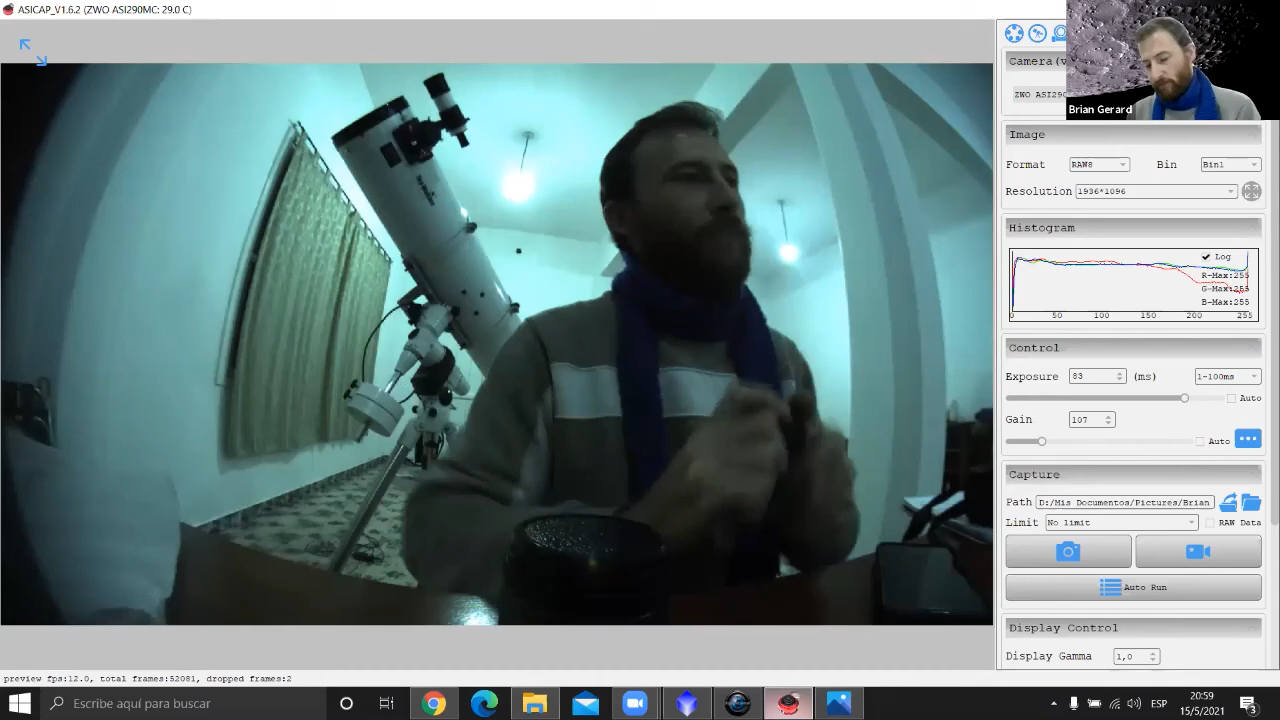 ASICAP_V1.6.2 (ZWO ASI290MC: 29.0 C)
Camera(v
ZWO ASI290
Brian Gerard
Image
Format RAW8 Bin Bin1
Resolution 1936*1096
Histogram
Log
R-Max:255
G-Max:255
B-Max:255
0 50 100 150 200 255
Control
Exposure 83 (ms) 1-100ms
Auto
Gain 107
Auto
Capture
Path D:/Mis Documentos/Pictures/Brian
Limit No limit RAW Data
Auto Run
Display Control
Display Gamma 1,0
preview fps:12.0, total frames:52081, dropped frames:2
Escribe aquí para buscar
ESP
20:59
15/5/2021
3